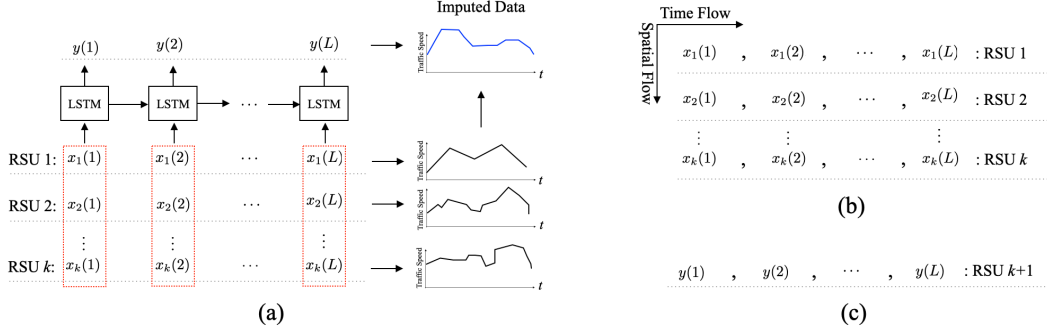 Imputed Data
y(1) y(2) y(L)
Traffic Speed
t
LSTM LSTM ··· LSTM
RSU 1: x₁(1) x₁(2) ··· x₁(L)
Traffic Speed
t
RSU 2: x₂(1) x₂(2) ··· x₂(L)
Traffic Speed
t
⋮ ⋮ ⋮
RSU k: xₖ(1) xₖ(2) ··· xₖ(L)
Traffic Speed
t
(a)
Time Flow
Spatial Flow
x₁(1) , x₁(2) , ··· , x₁(L) : RSU 1
x₂(1) , x₂(2) , ··· , x₂(L) : RSU 2
⋮ ⋮ ⋮
xₖ(1) , xₖ(2) , ··· , xₖ(L) : RSU k
(b)
y(1) , y(2) , ··· , y(L) : RSU k+1
(c)